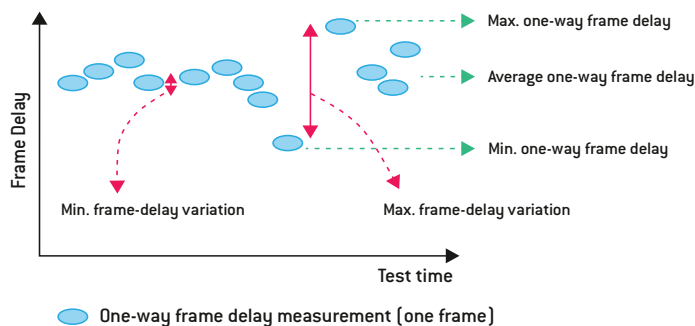 Max. one-way frame delay
Average one-way frame delay
Frame Delay
Min. one-way frame delay
Min. frame-delay variation
Max. frame-delay variation
Test time
One-way frame delay measurement (one frame)